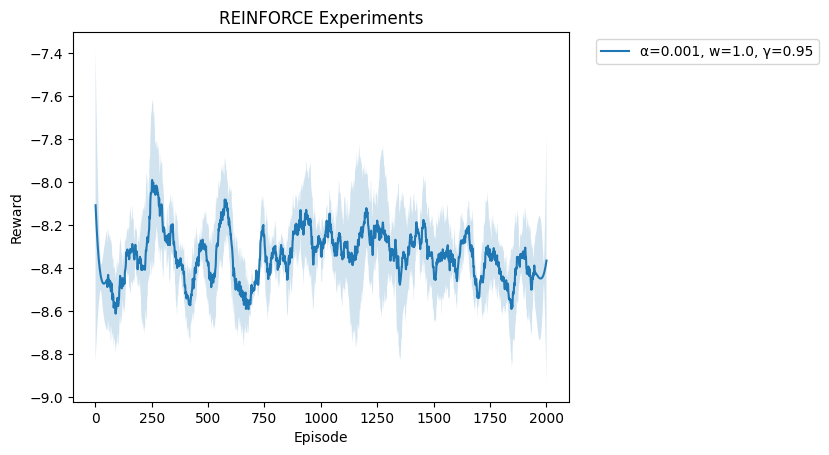 REINFORCE Experiments
α=0.001, w=1.0, γ=0.95
−7.4
−7.6
−7.8
−8.0
−8.2
−8.4
−8.6
−8.8
−9.0
Reward
0 250 500 750 1000 1250 1500 1750 2000
Episode